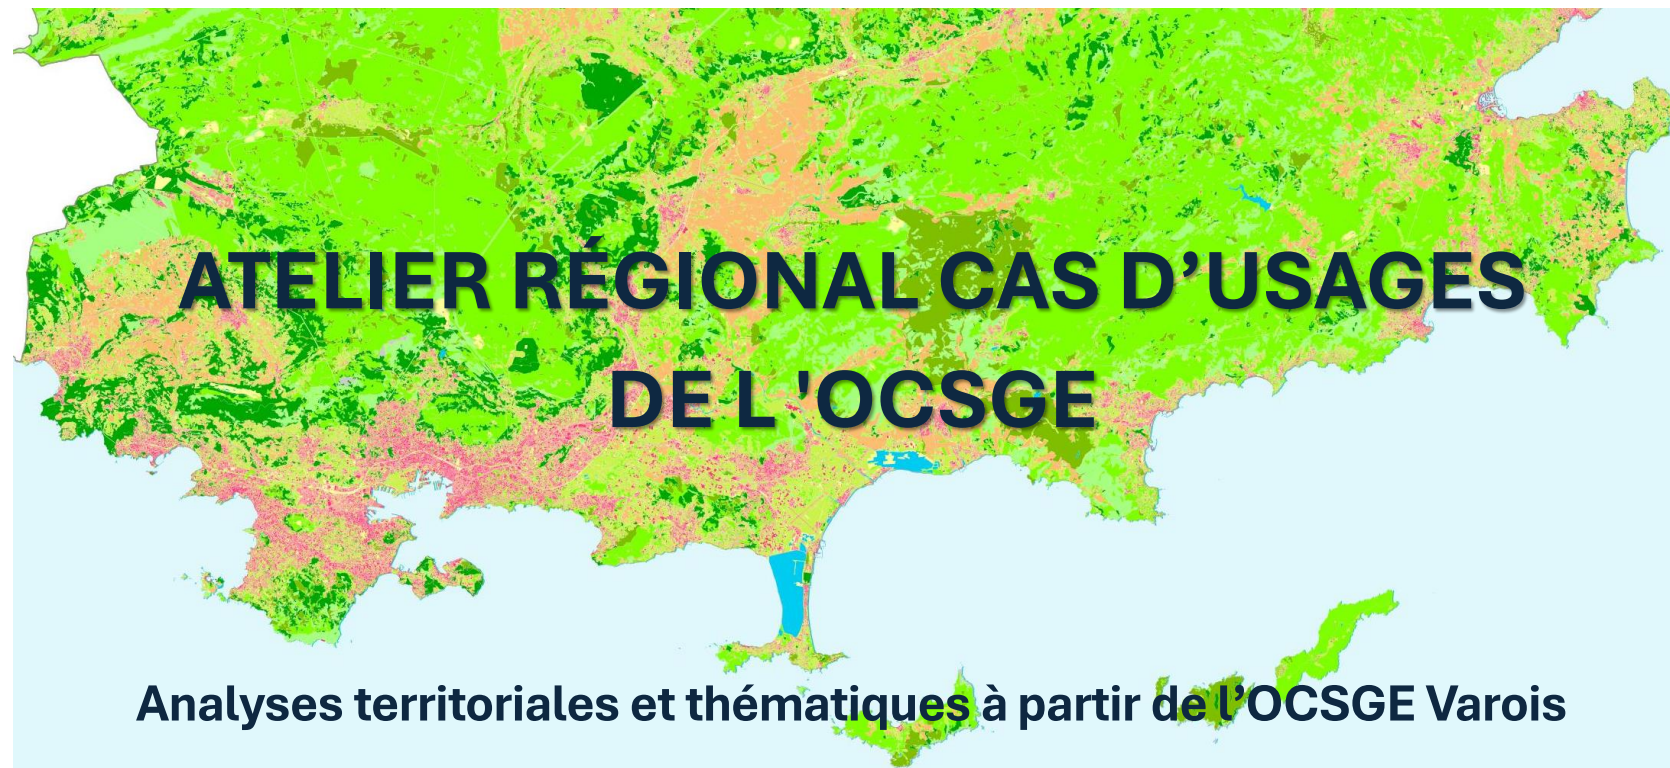 ATELIER RÉGIONAL CAS D’USAGES
DE L 'OCSGE
Analyses territoriales et thématiques à partir de l’OCSGE Varois